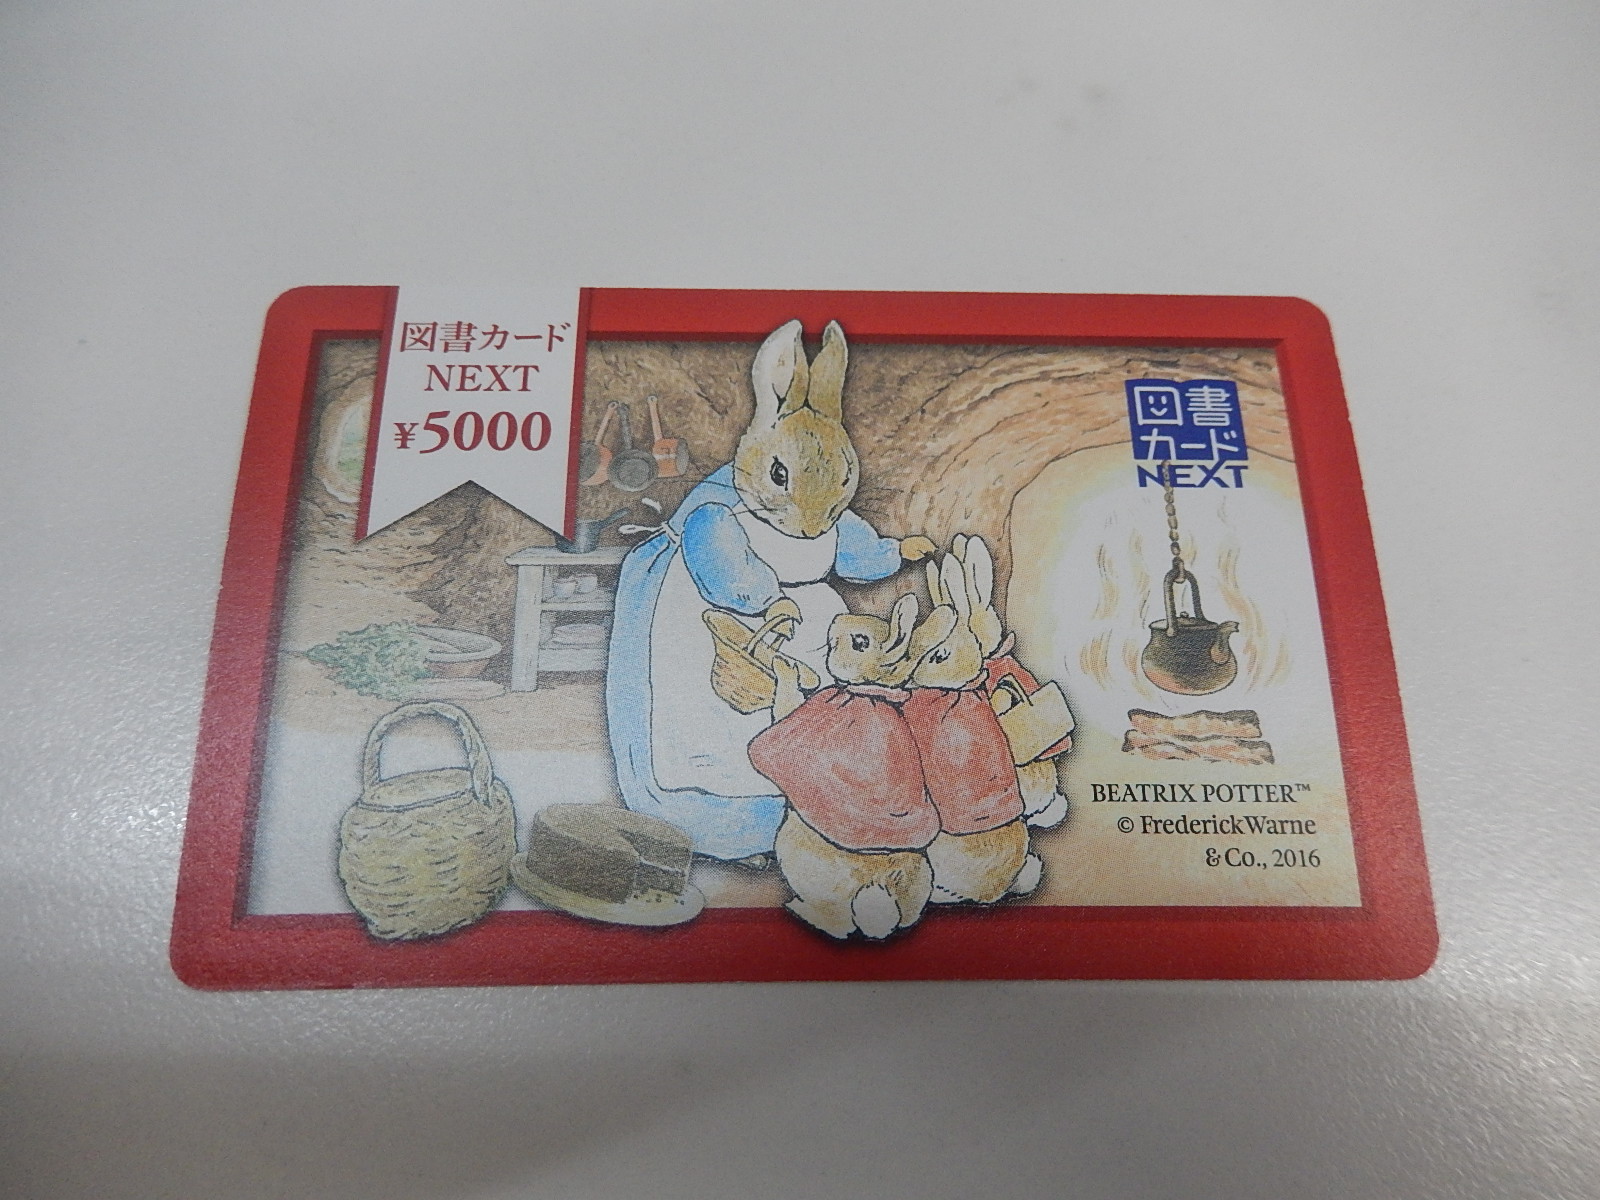 図書カード
NEXT
¥5000
図書
カード
NEXT
BEATRIX POTTER™
© FrederickWarne
& Co., 2016